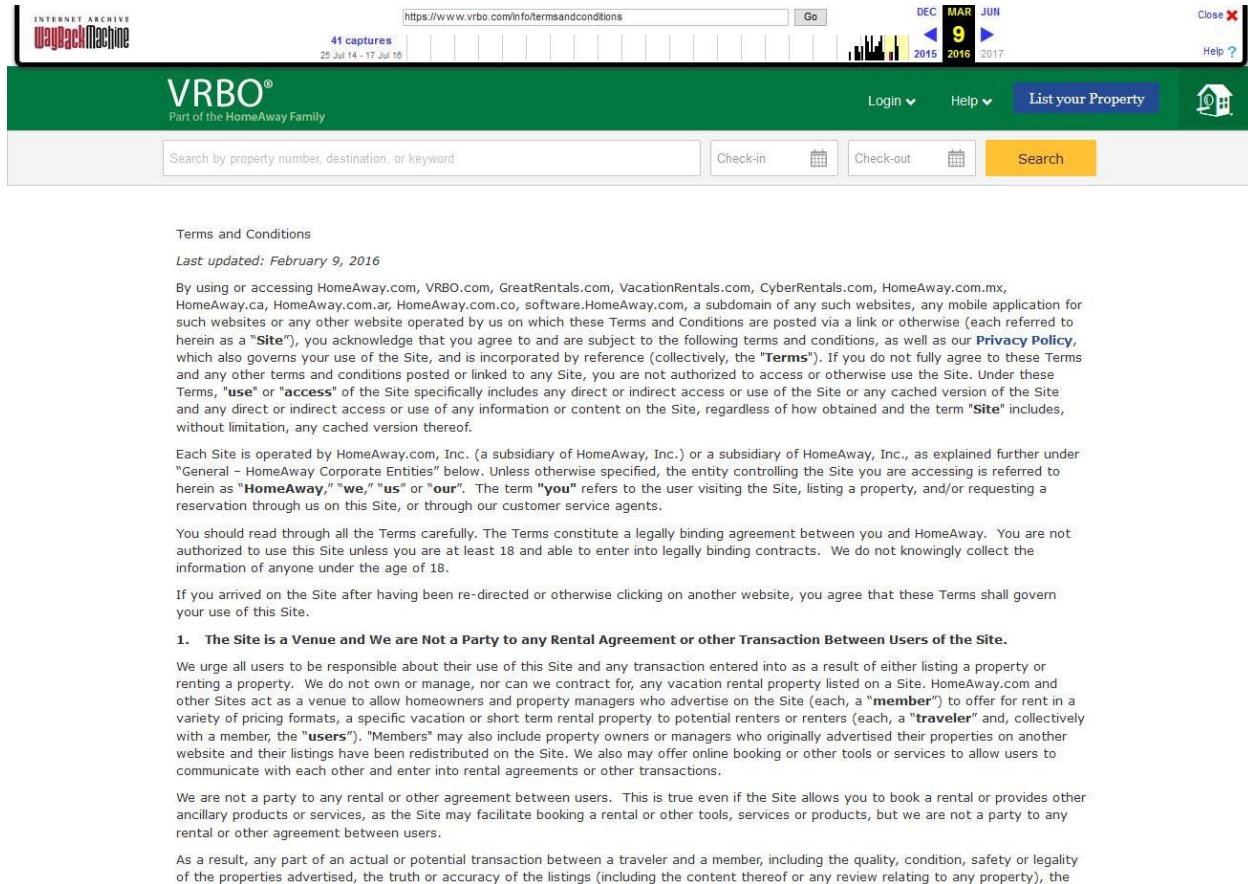 INTERNET ARCHIVE
WayBackMachine
https://www.vrbo.com/info/termsandconditions
Go
41 captures
25 Jul 14 - 17 Jul 16
DEC MAR JUN
9
2015 2016 2017
Close
Help ?
VRBO®
Part of the HomeAway Family
Login
Help
List your Property
Search by property number, destination, or keyword
Check-in
Check-out
Search
Terms and Conditions
Last updated: February 9, 2016
By using or accessing HomeAway.com, VRBO.com, GreatRentals.com, VacationRentals.com, CyberRentals.com, HomeAway.com.mx,
HomeAway.ca, HomeAway.com.ar, HomeAway.com.co, software.HomeAway.com, a subdomain of any such websites, any mobile application for
such websites or any other website operated by us on which these Terms and Conditions are posted via a link or otherwise (each referred to
herein as a “Site”), you acknowledge that you agree to and are subject to the following terms and conditions, as well as our Privacy Policy,
which also governs your use of the Site, and is incorporated by reference (collectively, the "Terms"). If you do not fully agree to these Terms
and any other terms and conditions posted or linked to any Site, you are not authorized to access or otherwise use the Site. Under these
Terms, "use" or "access" of the Site specifically includes any direct or indirect access or use of the Site or any cached version of the Site
and any direct or indirect access or use of any information or content on the Site, regardless of how obtained and the term "Site" includes,
without limitation, any cached version thereof.
Each Site is operated by HomeAway.com, Inc. (a subsidiary of HomeAway, Inc.) or a subsidiary of HomeAway, Inc., as explained further under
“General – HomeAway Corporate Entities” below. Unless otherwise specified, the entity controlling the Site you are accessing is referred to
herein as “HomeAway,” “we,” “us” or “our”. The term "you" refers to the user visiting the Site, listing a property, and/or requesting a
reservation through us on this Site, or through our customer service agents.
You should read through all the Terms carefully. The Terms constitute a legally binding agreement between you and HomeAway. You are not
authorized to use this Site unless you are at least 18 and able to enter into legally binding contracts. We do not knowingly collect the
information of anyone under the age of 18.
If you arrived on the Site after having been re-directed or otherwise clicking on another website, you agree that these Terms shall govern
your use of this Site.
1. The Site is a Venue and We are Not a Party to any Rental Agreement or other Transaction Between Users of the Site.
We urge all users to be responsible about their use of this Site and any transaction entered into as a result of either listing a property or
renting a property. We do not own or manage, nor can we contract for, any vacation rental property listed on a Site. HomeAway.com and
other Sites act as a venue to allow homeowners and property managers who advertise on the Site (each, a “member”) to offer for rent in a
variety of pricing formats, a specific vacation or short term rental property to potential renters or renters (each, a “traveler” and, collectively
with a member, the “users”). "Members" may also include property owners or managers who originally advertised their properties on another
website and their listings have been redistributed on the Site. We also may offer online booking or other tools or services to allow users to
communicate with each other and enter into rental agreements or other transactions.
We are not a party to any rental or other agreement between users. This is true even if the Site allows you to book a rental or provides other
ancillary products or services, as the Site may facilitate booking a rental or other tools, services or products, but we are not a party to any
rental or other agreement between users.
As a result, any part of an actual or potential transaction between a traveler and a member, including the quality, condition, safety or legality
of the properties advertised, the truth or accuracy of the listings (including the content thereof or any review relating to any property), the